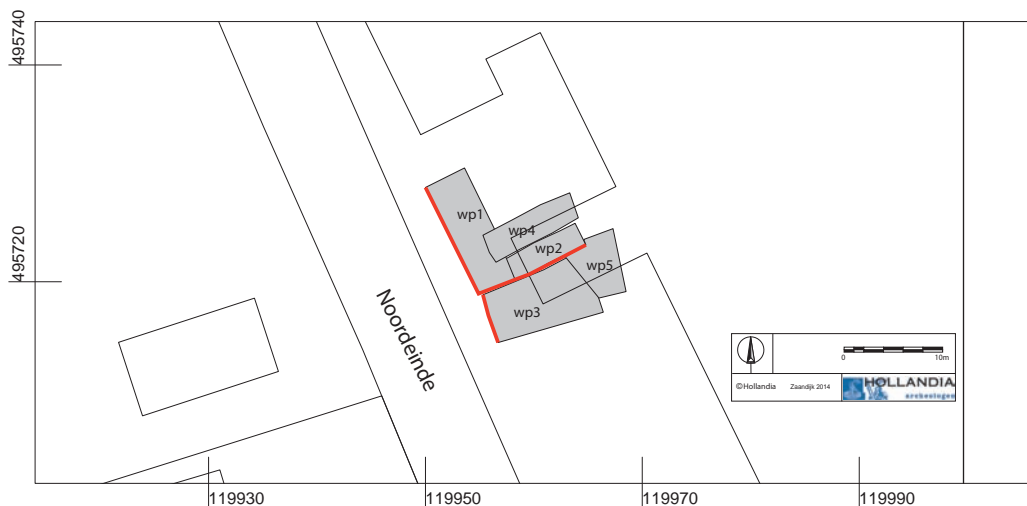 495740
wp1
wp4
wp2
495720
wp5
wp3
Noordeinde
0 10m
©Hollandia Zaandijk 2014
HOLLANDIA
archeologen
119930 119950 119970 119990